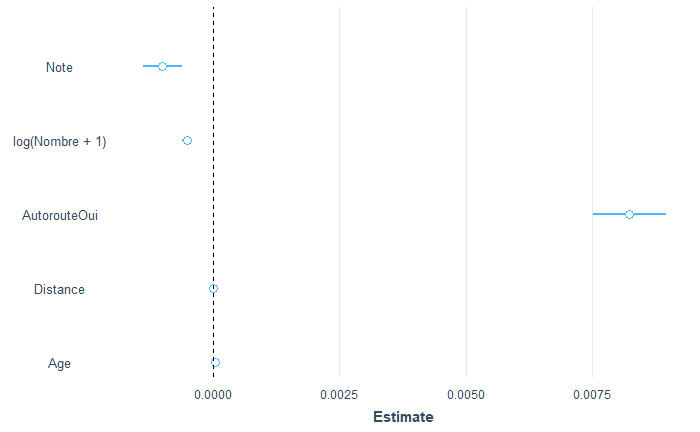 Note
log(Nombre + 1)
AutorouteOui
Distance
Age
0.0000 0.0025 0.0050 0.0075
Estimate